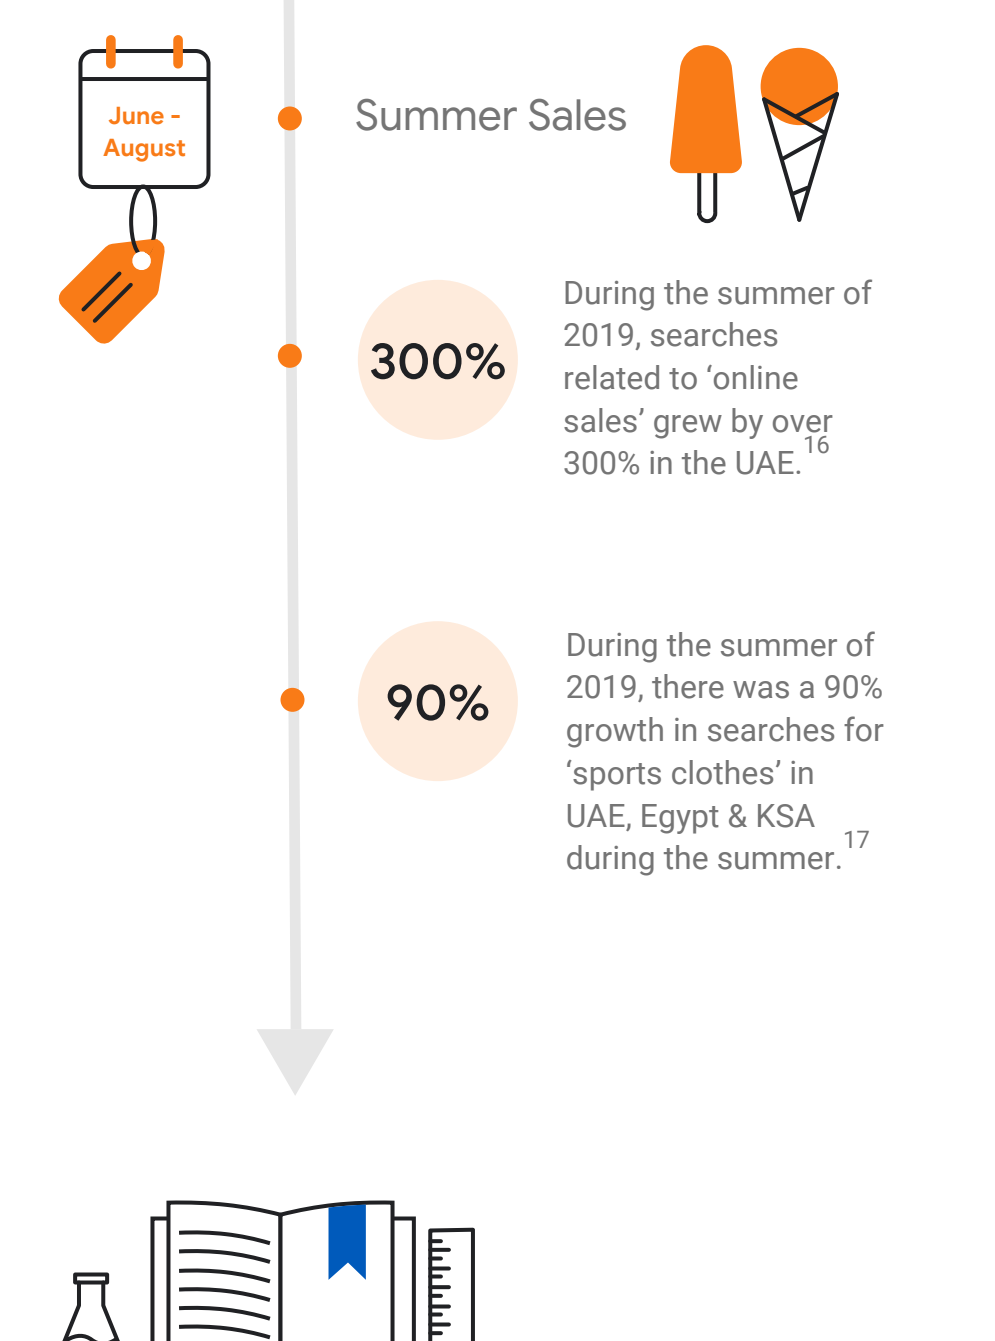 June -
August
Summer Sales
300%
During the summer of
2019, searches
related to ‘online
sales’ grew by over
300% in the UAE.16
90%
During the summer of
2019, there was a 90%
growth in searches for
‘sports clothes’ in
UAE, Egypt & KSA
during the summer.17